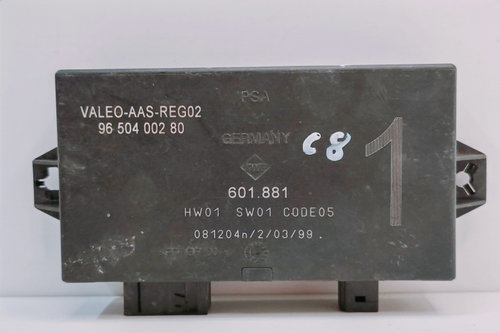 VALEO-AAS-REG02
96 504 002 80
PSA
GERMANY
C8
1
601.881
HW01 SW01 CODE05
081204n/2/03/99.